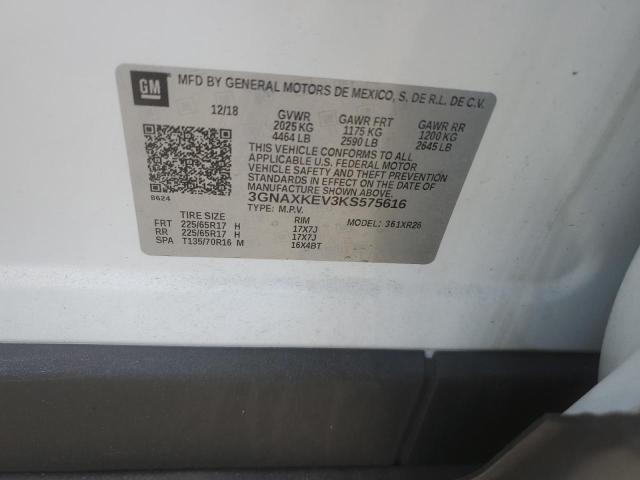 GM
MFD BY GENERAL MOTORS DE MEXICO, S. DE R.L. DE C.V.
12/18 GVWR GAWR FRT GAWR RR
2025 KG 1175 KG 1200 KG
4464 LB 2590 LB 2645 LB
THIS VEHICLE CONFORMS TO ALL
APPLICABLE U.S. FEDERAL MOTOR
VEHICLE SAFETY AND THEFT PREVENTION
STANDARDS IN EFFECT ON THE DATE OF
MANUFACTURE SHOWN ABOVE.
8624 3GNAXKEV3KS575616
TYPE: M.P.V. MODEL: 361XR26
TIRE SIZE RIM
FRT 225/65R17 H 17X7J
RR 225/65R17 H 17X7J
SPA T135/70R16 M 16X4BT